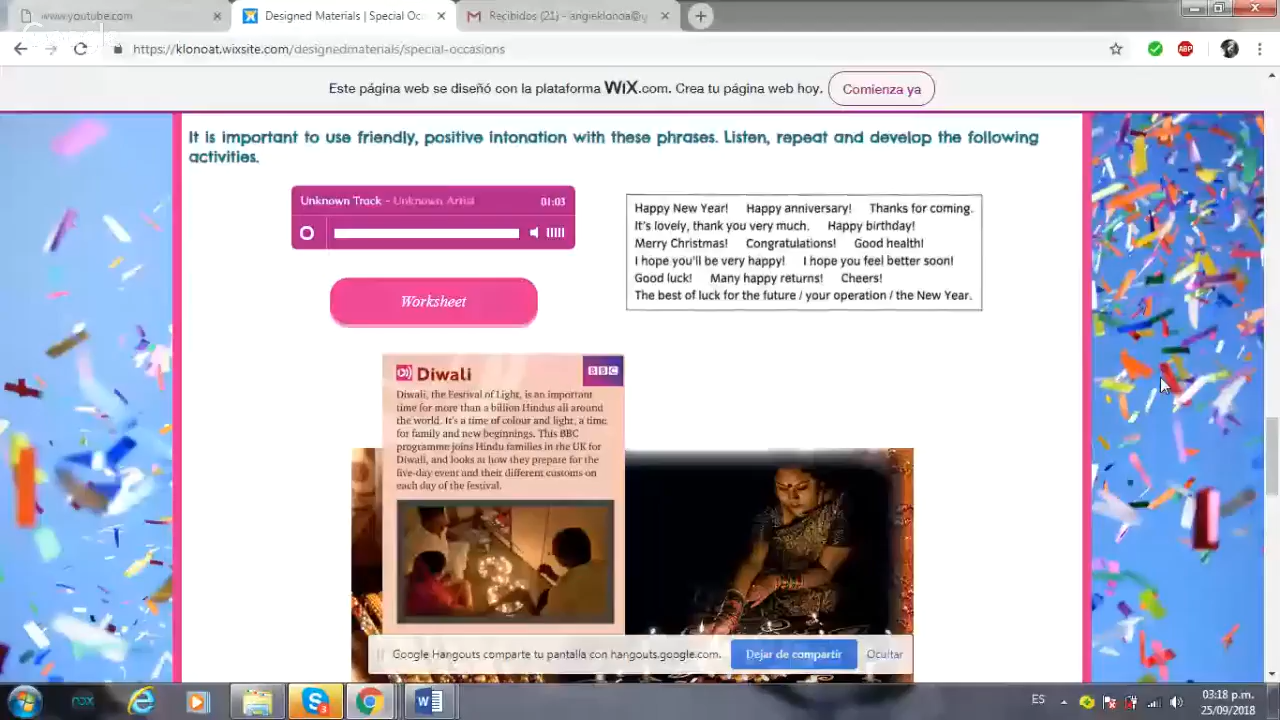 www.youtube.com
Designed Materials | Special Occ
Recibidos (21) - angieklonoa@y
https://klonoat.wixsite.com/designedmaterials/special-occasions
ABP
Este página web se diseñó con la plataforma WiX.com. Crea tu página web hoy.
Comienza ya
It is important to use friendly, positive intonation with these phrases. Listen, repeat and develop the following
activities.
Unknown Track - Unknown Artist
01:03
Worksheet
Happy New Year! Happy anniversary! Thanks for coming.
It's lovely, thank you very much. Happy birthday!
Merry Christmas! Congratulations! Good health!
I hope you'll be very happy! I hope you feel better soon!
Good luck! Many happy returns! Cheers!
The best of luck for the future / your operation / the New Year.
Diwali
BBC
Diwali, the Festival of Light, is an important
time for more than a billion Hindus all around
the world. It's a time of colour and light, a time
for family and new beginnings. This BBC
programme joins Hindu families in the UK for
Diwali, and looks at how they prepare for the
five-day event and their different customs on
each day of the festival.
Google Hangouts comparte tu pantalla con hangouts.google.com.
Dejar de compartir
Ocultar
ES
03:18 p.m.
25/09/2018